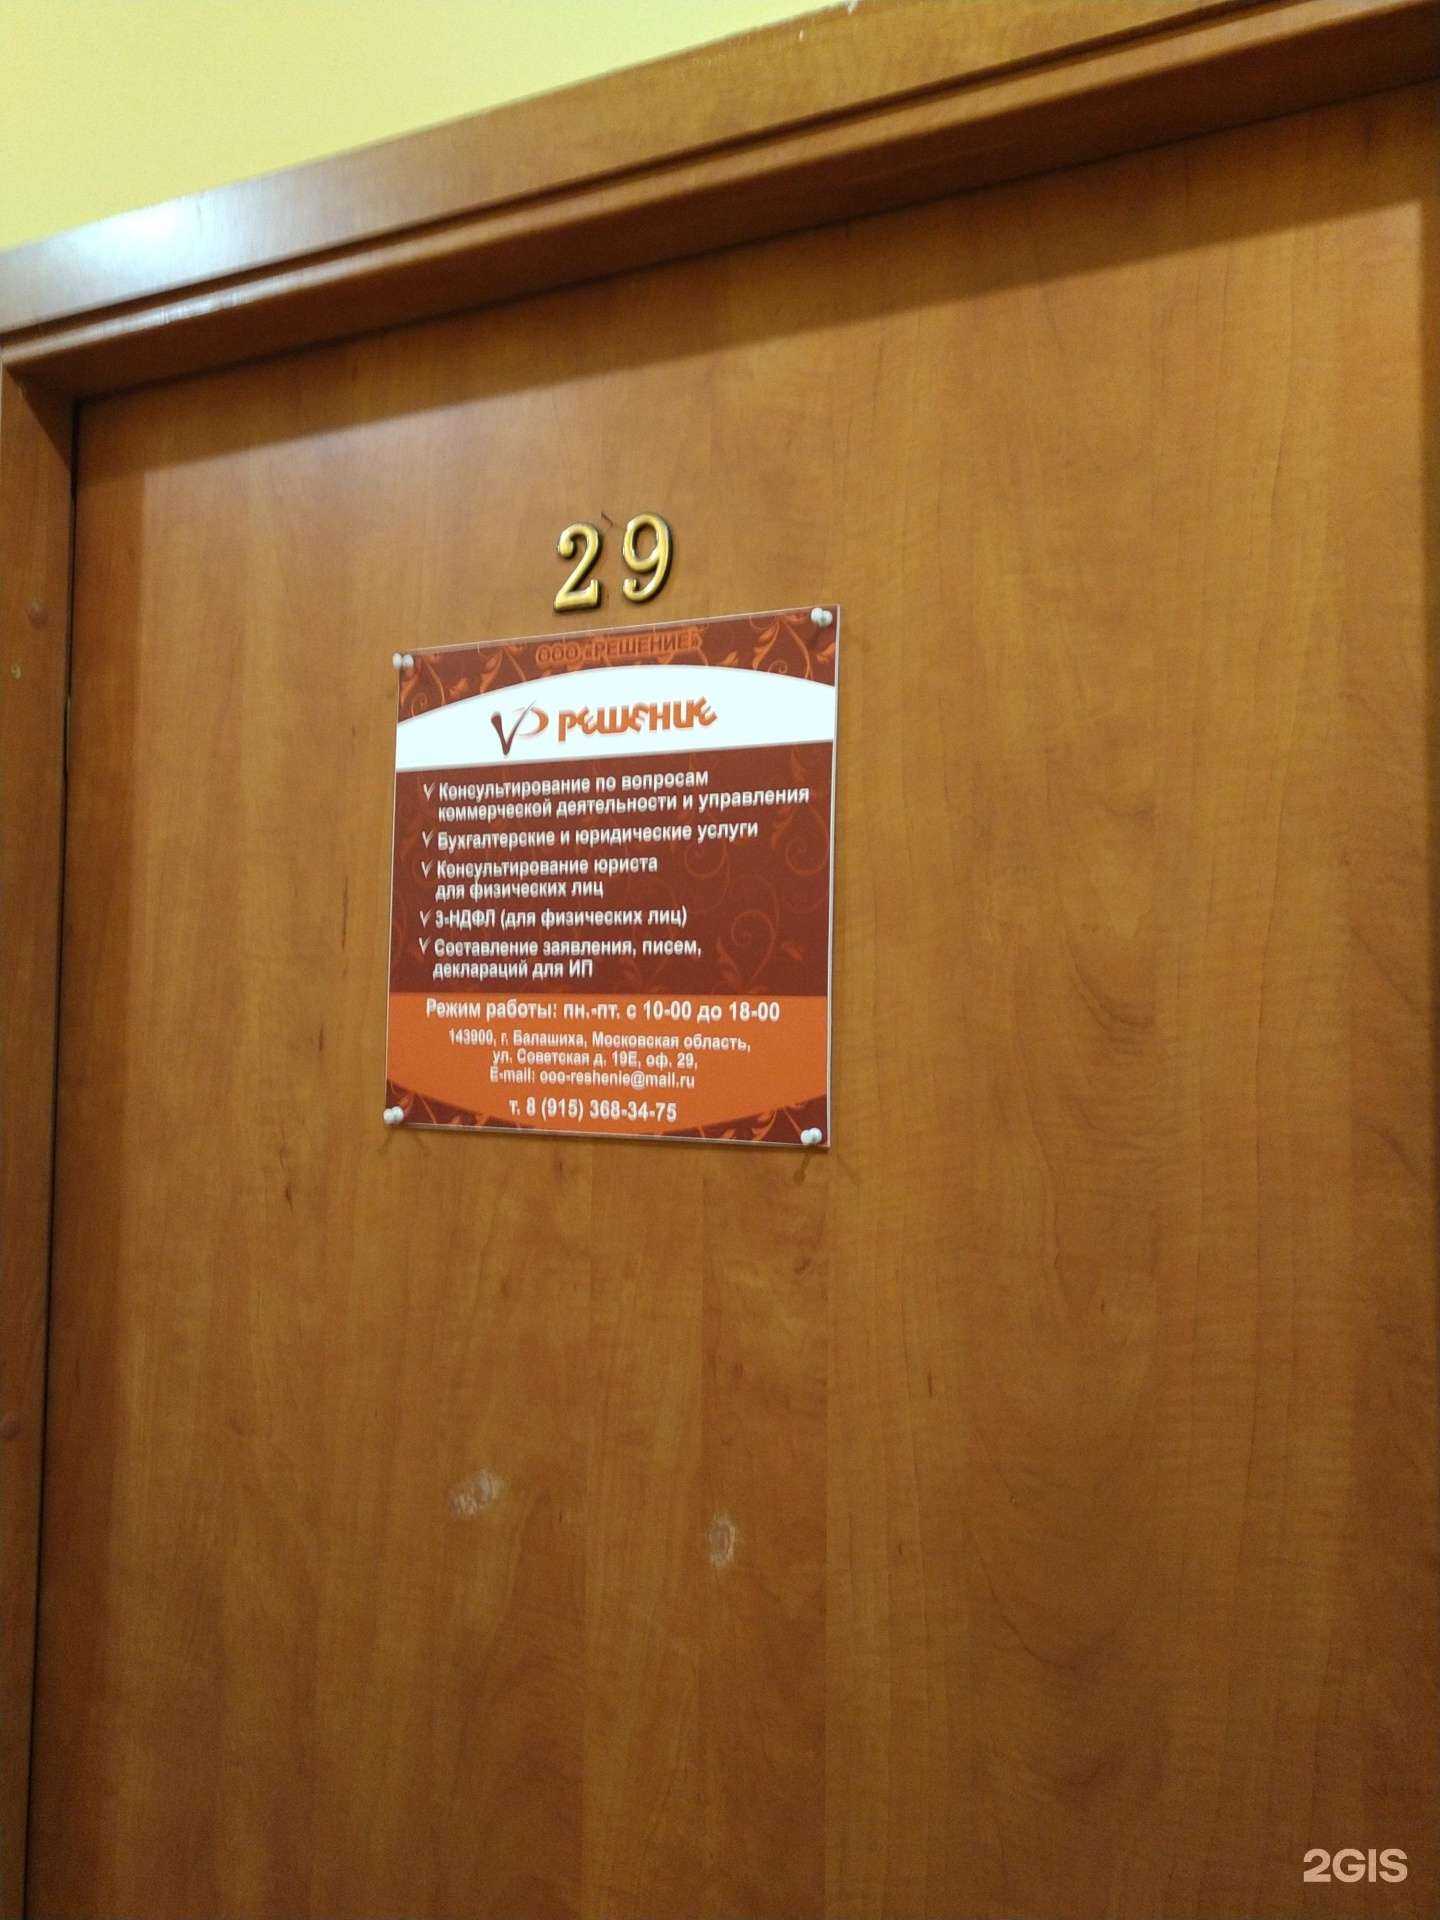 29
ООО «РЕШЕНИЕ»
РЕШЕНИЕ
Консультирование по вопросам
коммерческой деятельности и управления
Бухгалтерские и юридические услуги
Консультирование юриста
для физических лиц
3-НДФЛ (для физических лиц)
Составление заявления, писем,
деклараций для ИП
Режим работы: пн.-пт. с 10-00 до 18-00
143900, г. Балашиха, Московская область,
ул. Советская д. 19Е, оф. 29,
E-mail: ooo-reshenie@mail.ru
т. 8 (915) 368-34-75
2GIS